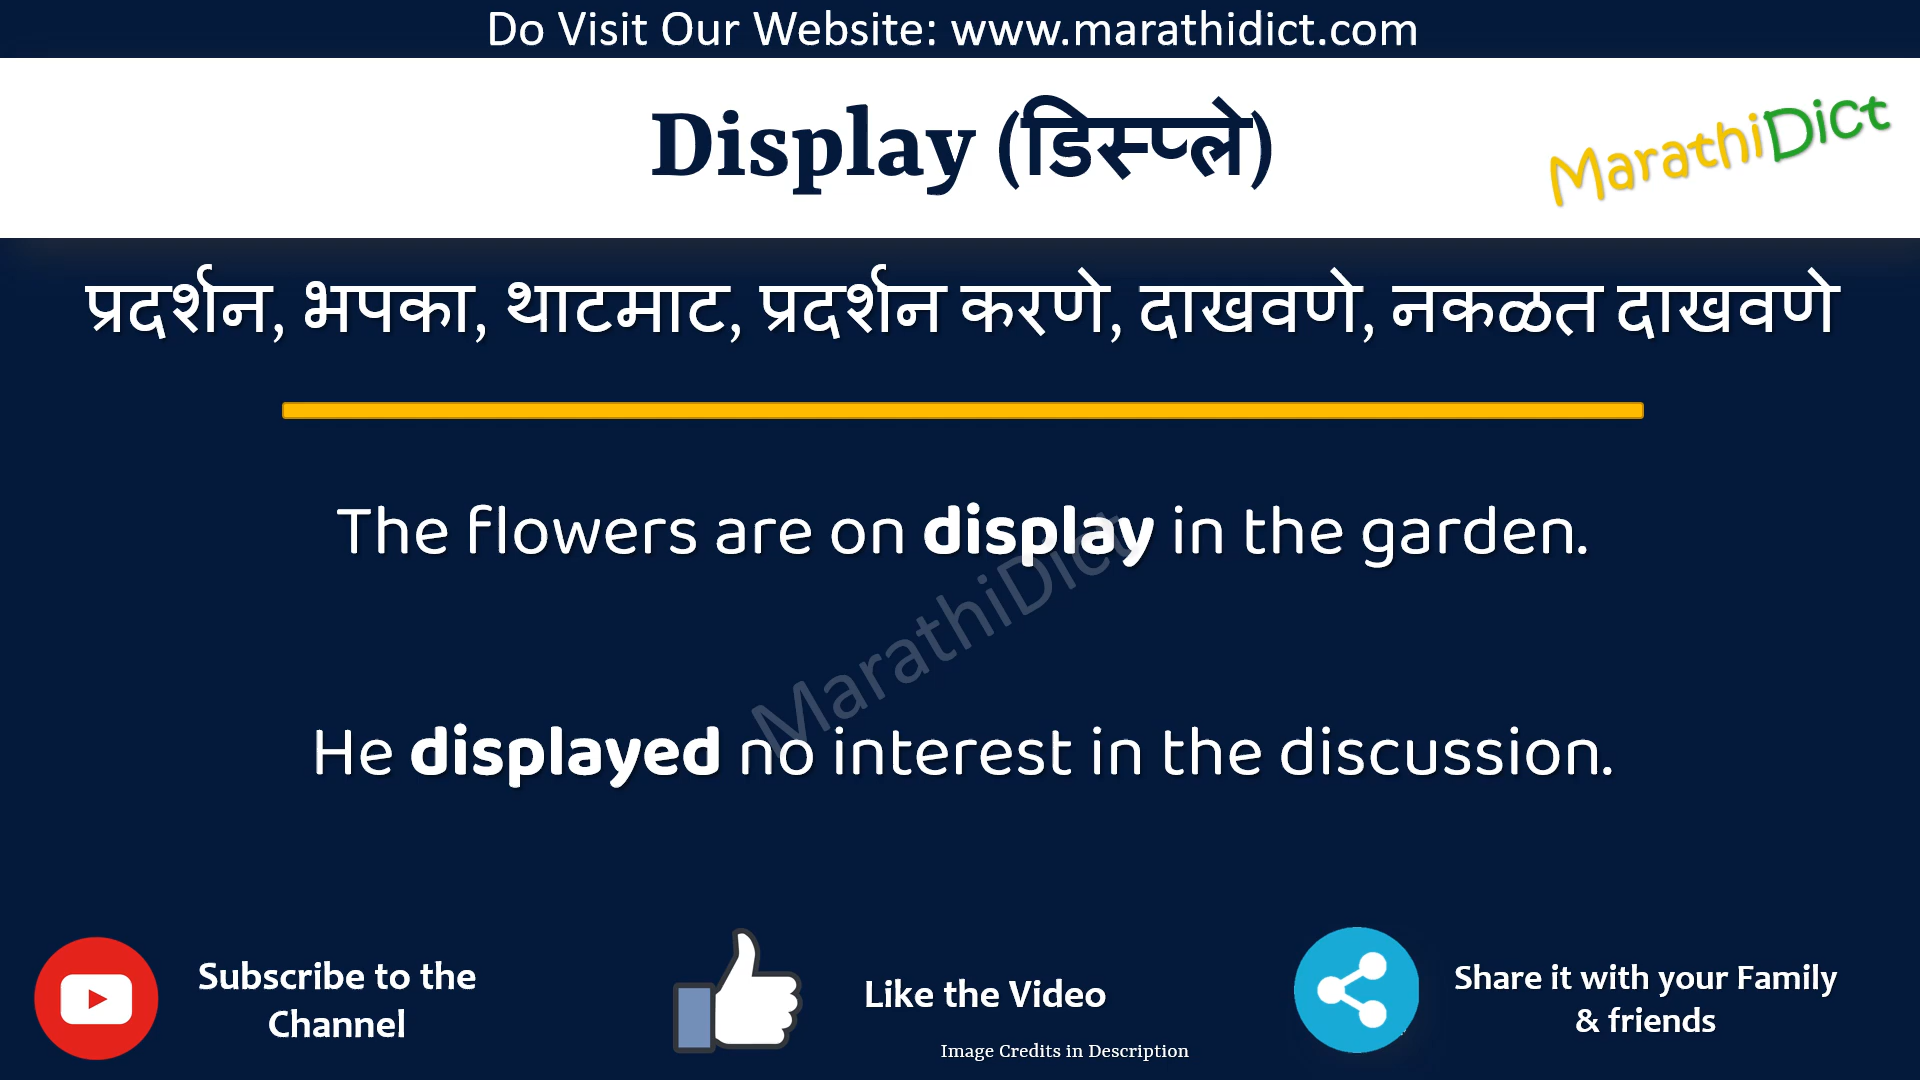 Do Visit Our Website: www.marathidict.com
Display (डिस्प्ले)
MarathiDict
प्रदर्शन, भपका, थाटमाट, प्रदर्शन करणे, दाखवणे, नकळत दाखवणे
The flowers are on display in the garden.
MarathiDict
He displayed no interest in the discussion.
Subscribe to the
Channel
Like the Video
Share it with your Family
& friends
Image Credits in Description